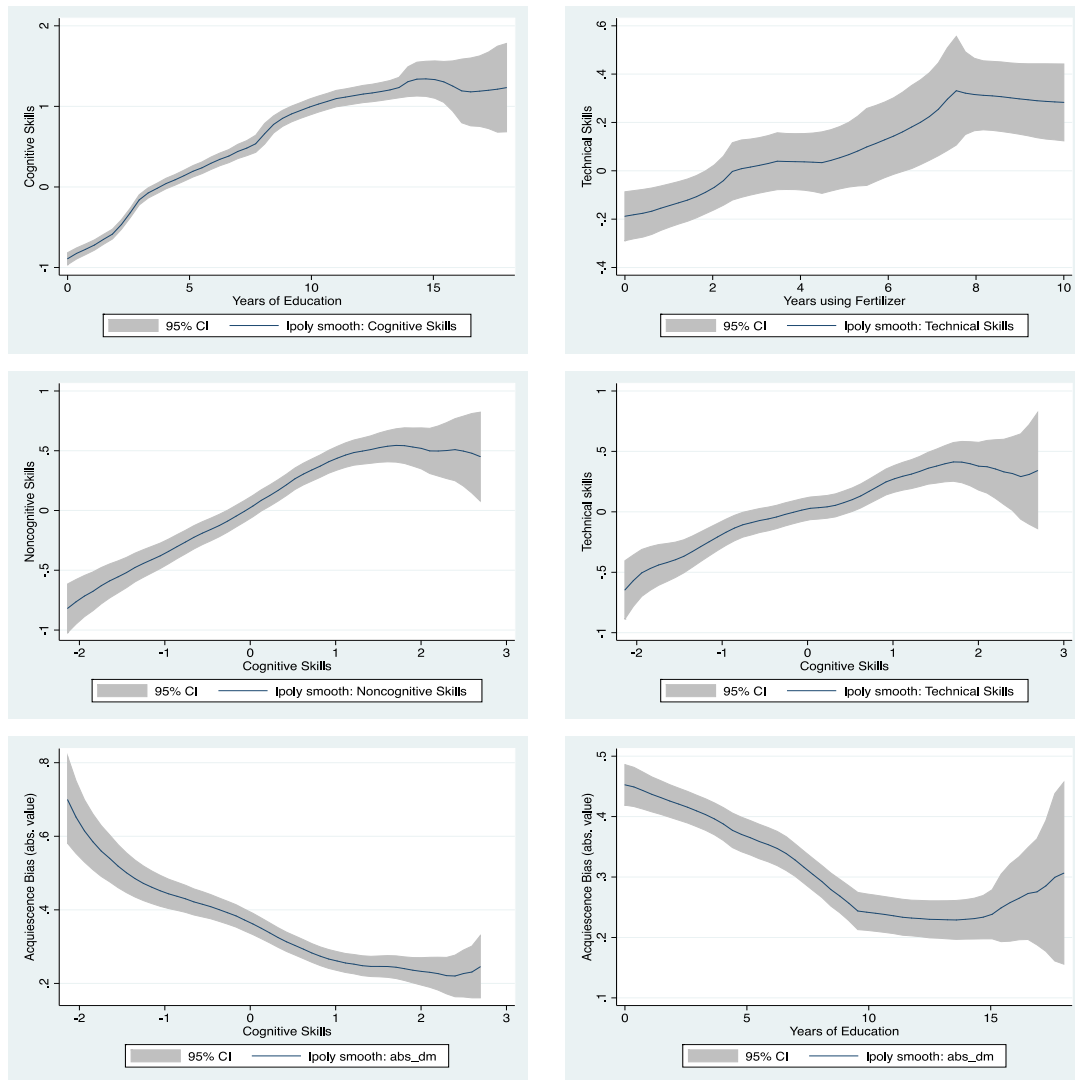 Cognitive Skills
2
1
0
-1
0
5
10
15
Years of Education
95% CI
lpoly smooth: Cognitive Skills
Technical Skills
.6
.4
.2
0
-.2
-.4
0
2
4
6
8
10
Years using Fertilizer
95% CI
lpoly smooth: Technical Skills
Noncognitive Skills
1
.5
0
-.5
-1
-2
-1
0
1
2
3
Cognitive Skills
95% CI
lpoly smooth: Noncognitive Skills
Technical skills
1
.5
0
-.5
-1
-2
-1
0
1
2
3
Cognitive Skills
95% CI
lpoly smooth: Technical Skills
Acquiescence Bias (abs. value)
.8
.6
.4
.2
-2
-1
0
1
2
3
Cognitive Skills
95% CI
lpoly smooth: abs_dm
Acquiescence Bias (abs. value)
.5
.4
.3
.2
.1
0
5
10
15
Years of Education
95% CI
lpoly smooth: abs_dm